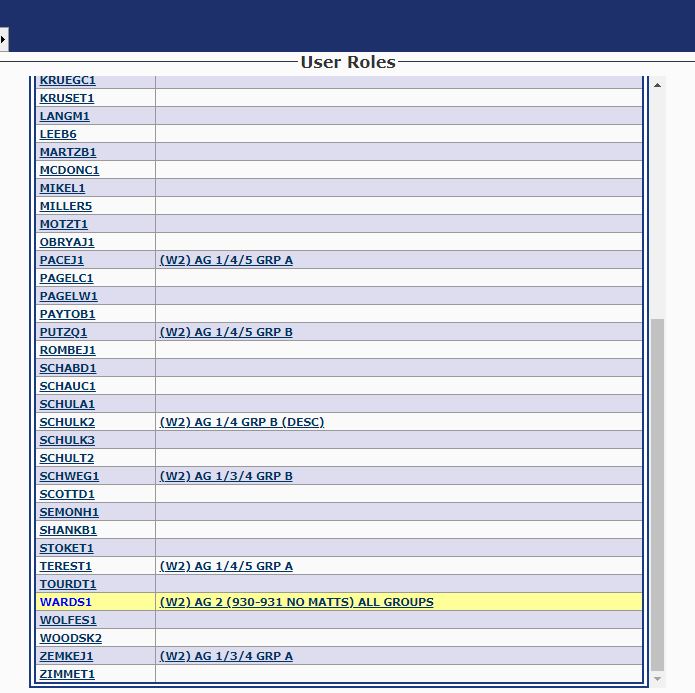 User Roles
KRUEGC1
KRUSET1
LANGM1
LEEB6
MARTZB1
MCDONC1
MIKEL1
MILLER5
MOTZT1
OBRYAJ1
PACEJ1 (W2) AG 1/4/5 GRP A
PAGELC1
PAGELW1
PAYTOB1
PUTZQ1 (W2) AG 1/4/5 GRP B
ROMBEJ1
SCHABD1
SCHAUC1
SCHULA1
SCHULK2 (W2) AG 1/4 GRP B (DESC)
SCHULK3
SCHULT2
SCHWEG1 (W2) AG 1/3/4 GRP B
SCOTTD1
SEMONH1
SHANKB1
STOKET1
TEREST1 (W2) AG 1/4/5 GRP A
TOURDT1
WARDS1 (W2) AG 2 (930-931 NO MATTS) ALL GROUPS
WOLFES1
WOODSK2
ZEMKEJ1 (W2) AG 1/3/4 GRP A
ZIMMET1